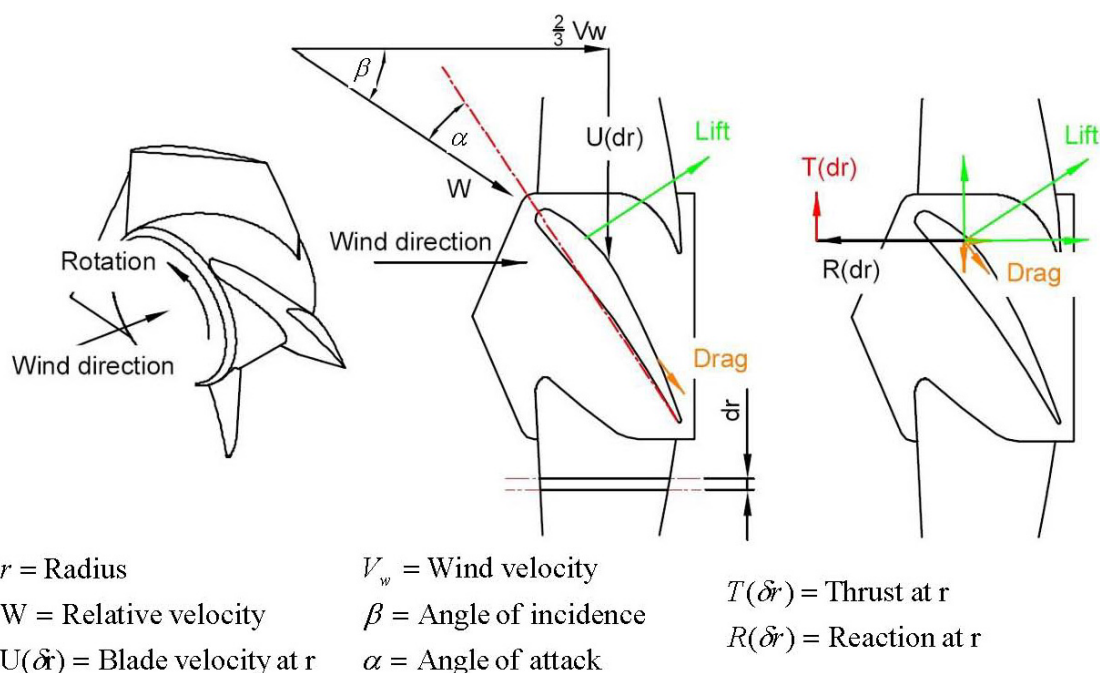 2/3 Vw
β
α
W
U(dr)
Lift
Wind direction
Drag
dr
Rotation
Wind direction
T(dr)
Lift
R(dr)
Drag
r = Radius
W = Relative velocity
U(δr) = Blade velocity at r
V_w = Wind velocity
β = Angle of incidence
α = Angle of attack
T(δr) = Thrust at r
R(δr) = Reaction at r